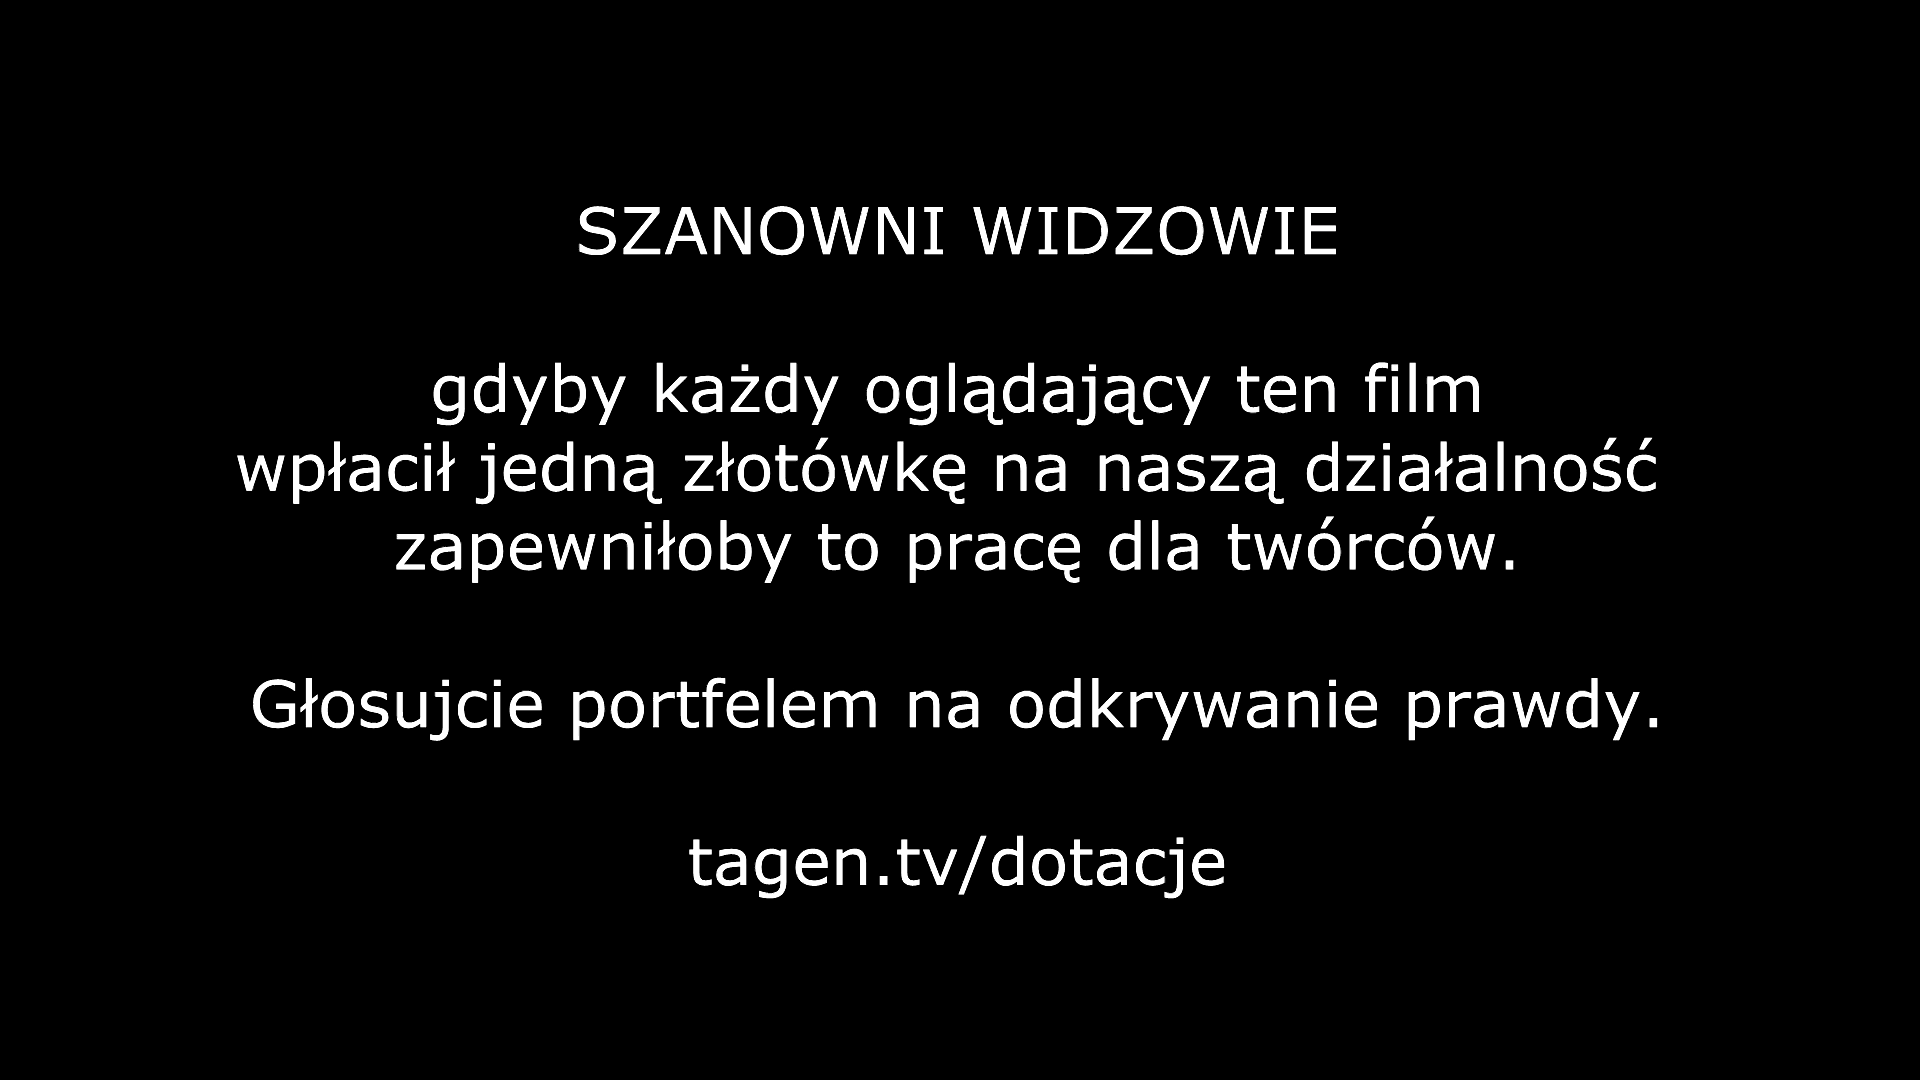 SZANOWNI WIDZOWIE
gdyby każdy oglądający ten film
wpłacił jedną złotówkę na naszą działalność
zapewniłoby to pracę dla twórców.
Głosujcie portfelem na odkrywanie prawdy.
tagen.tv/dotacje